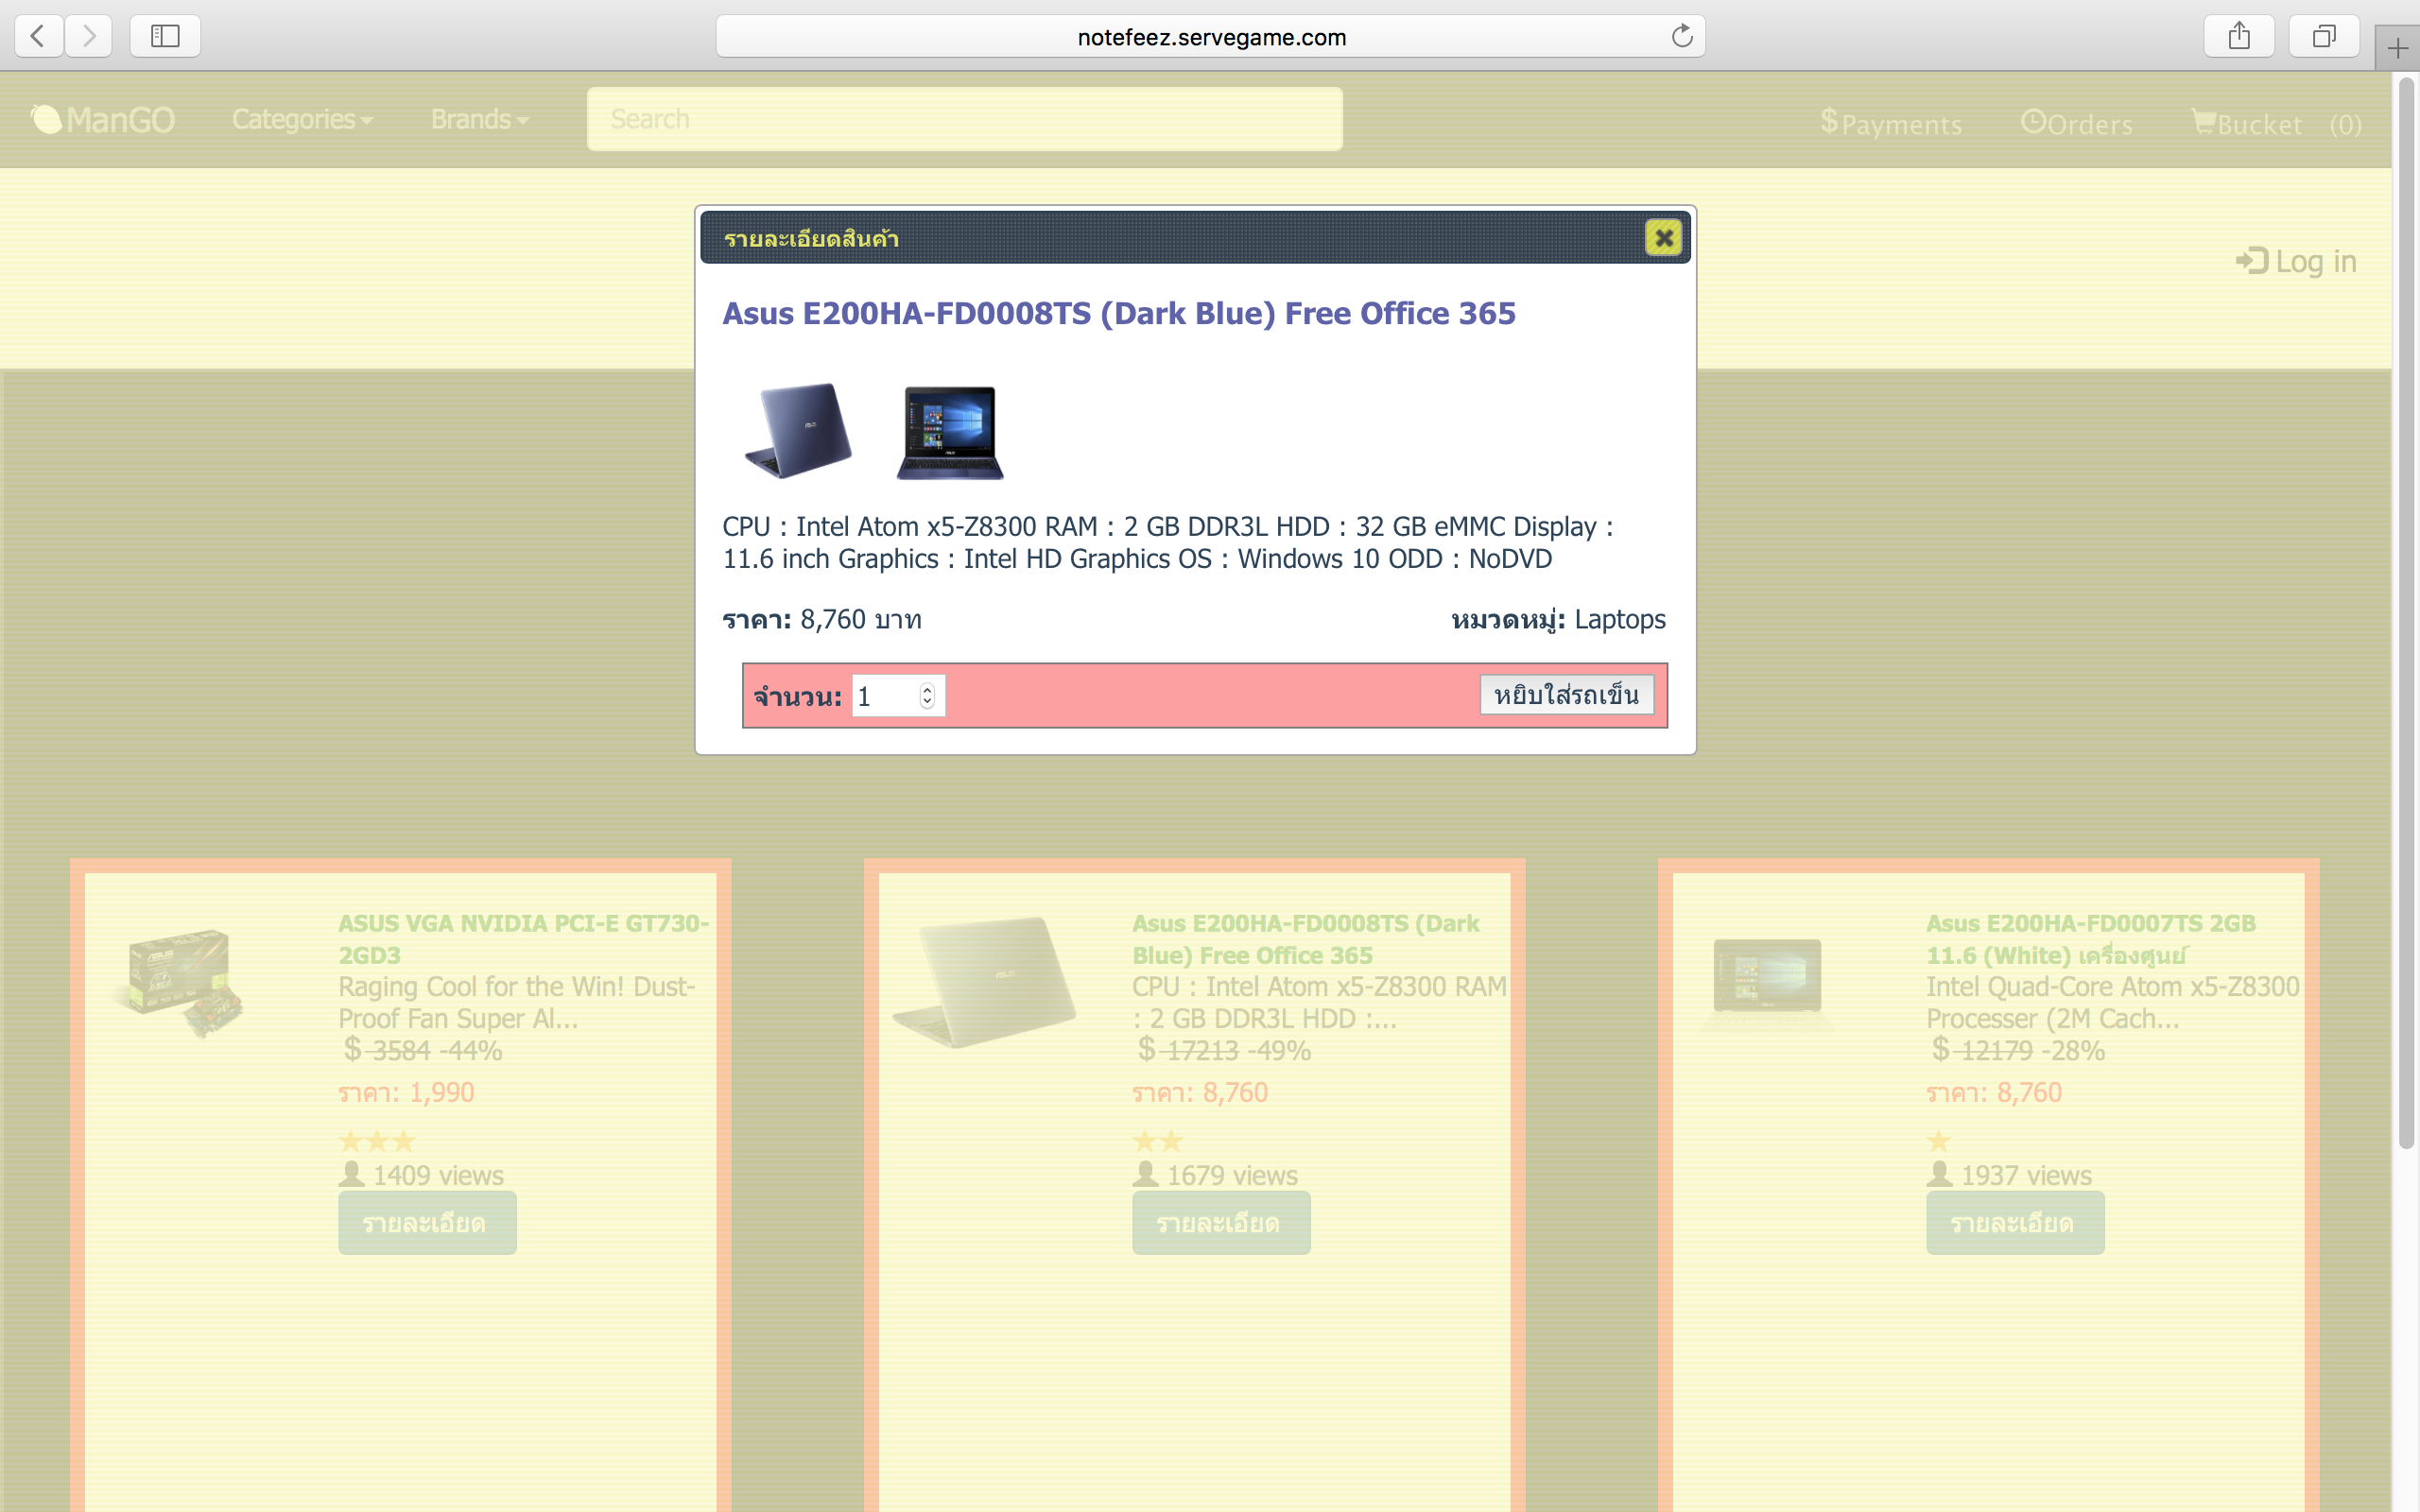 notefeez.servegame.com
ManGO Categories Brands Search $Payments Orders Bucket (0)
Log in
รายละเอียดสินค้า
Asus E200HA-FD0008TS (Dark Blue) Free Office 365
CPU : Intel Atom x5-Z8300 RAM : 2 GB DDR3L HDD : 32 GB eMMC Display :
11.6 inch Graphics : Intel HD Graphics OS : Windows 10 ODD : NoDVD
ราคา: 8,760 บาท หมวดหมู่: Laptops
จำนวน: 1 หยิบใส่รถเข็น
ASUS VGA NVIDIA PCI-E GT730-
2GD3
Raging Cool for the Win! Dust-
Proof Fan Super Al...
$ 3584 -44%
ราคา: 1,990
1409 views
รายละเอียด
Asus E200HA-FD0008TS (Dark
Blue) Free Office 365
CPU : Intel Atom x5-Z8300 RAM
: 2 GB DDR3L HDD :...
$ 17213 -49%
ราคา: 8,760
1679 views
รายละเอียด
Asus E200HA-FD0007TS 2GB
11.6 (White) เครื่องศูนย์
Intel Quad-Core Atom x5-Z8300
Processer (2M Cach...
$ 12179 -28%
ราคา: 8,760
1937 views
รายละเอียด